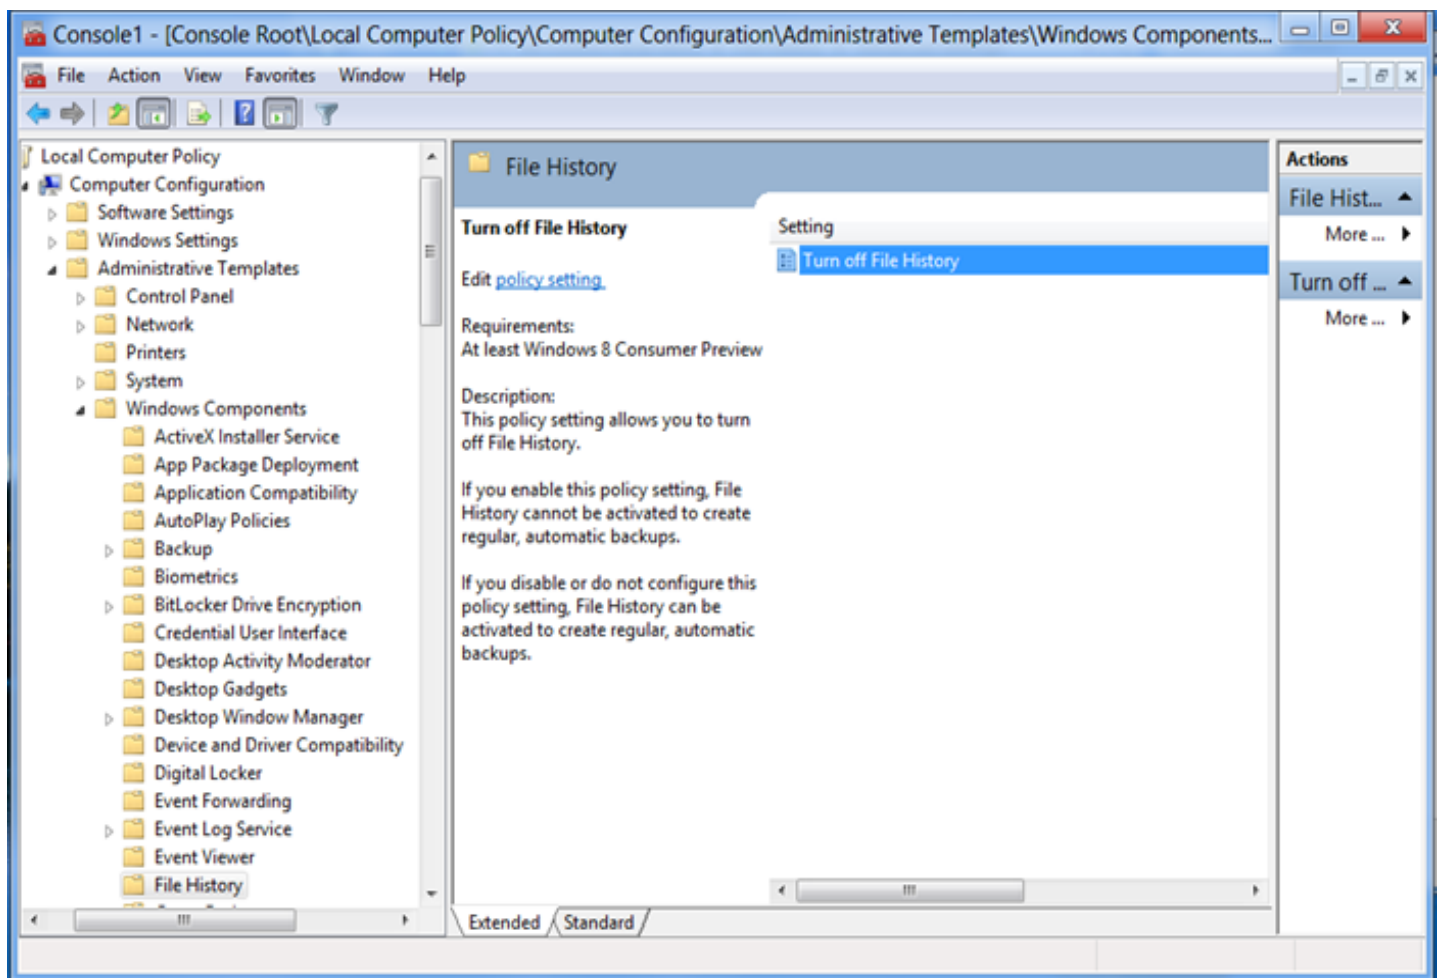 Console1 - [Console Root\Local Computer Policy\Computer Configuration\Administrative Templates\Windows Components...
File Action View Favorites Window Help
Local Computer Policy
Computer Configuration
Software Settings
Windows Settings
Administrative Templates
Control Panel
Network
Printers
System
Windows Components
ActiveX Installer Service
App Package Deployment
Application Compatibility
AutoPlay Policies
Backup
Biometrics
BitLocker Drive Encryption
Credential User Interface
Desktop Activity Moderator
Desktop Gadgets
Desktop Window Manager
Device and Driver Compatibility
Digital Locker
Event Forwarding
Event Log Service
Event Viewer
File History
File History
Turn off File History
Edit policy setting
Requirements:
At least Windows 8 Consumer Preview
Description:
This policy setting allows you to turn
off File History.
If you enable this policy setting, File
History cannot be activated to create
regular, automatic backups.
If you disable or do not configure this
policy setting, File History can be
activated to create regular, automatic
backups.
Setting
Turn off File History
Extended Standard
Actions
File Hist...
More ...
Turn off ...
More ...